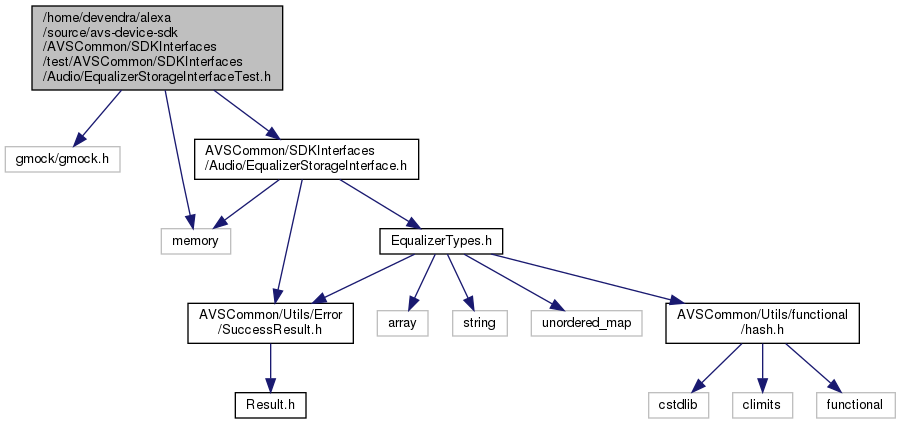 /home/devendra/alexa
/source/avs-device-sdk
/AVSCommon/SDKInterfaces
/test/AVSCommon/SDKInterfaces
/Audio/EqualizerStorageInterfaceTest.h
gmock/gmock.h
AVSCommon/SDKInterfaces
/Audio/EqualizerStorageInterface.h
memory
EqualizerTypes.h
AVSCommon/Utils/Error
/SuccessResult.h
array
string
unordered_map
AVSCommon/Utils/functional
/hash.h
Result.h
cstdlib
climits
functional